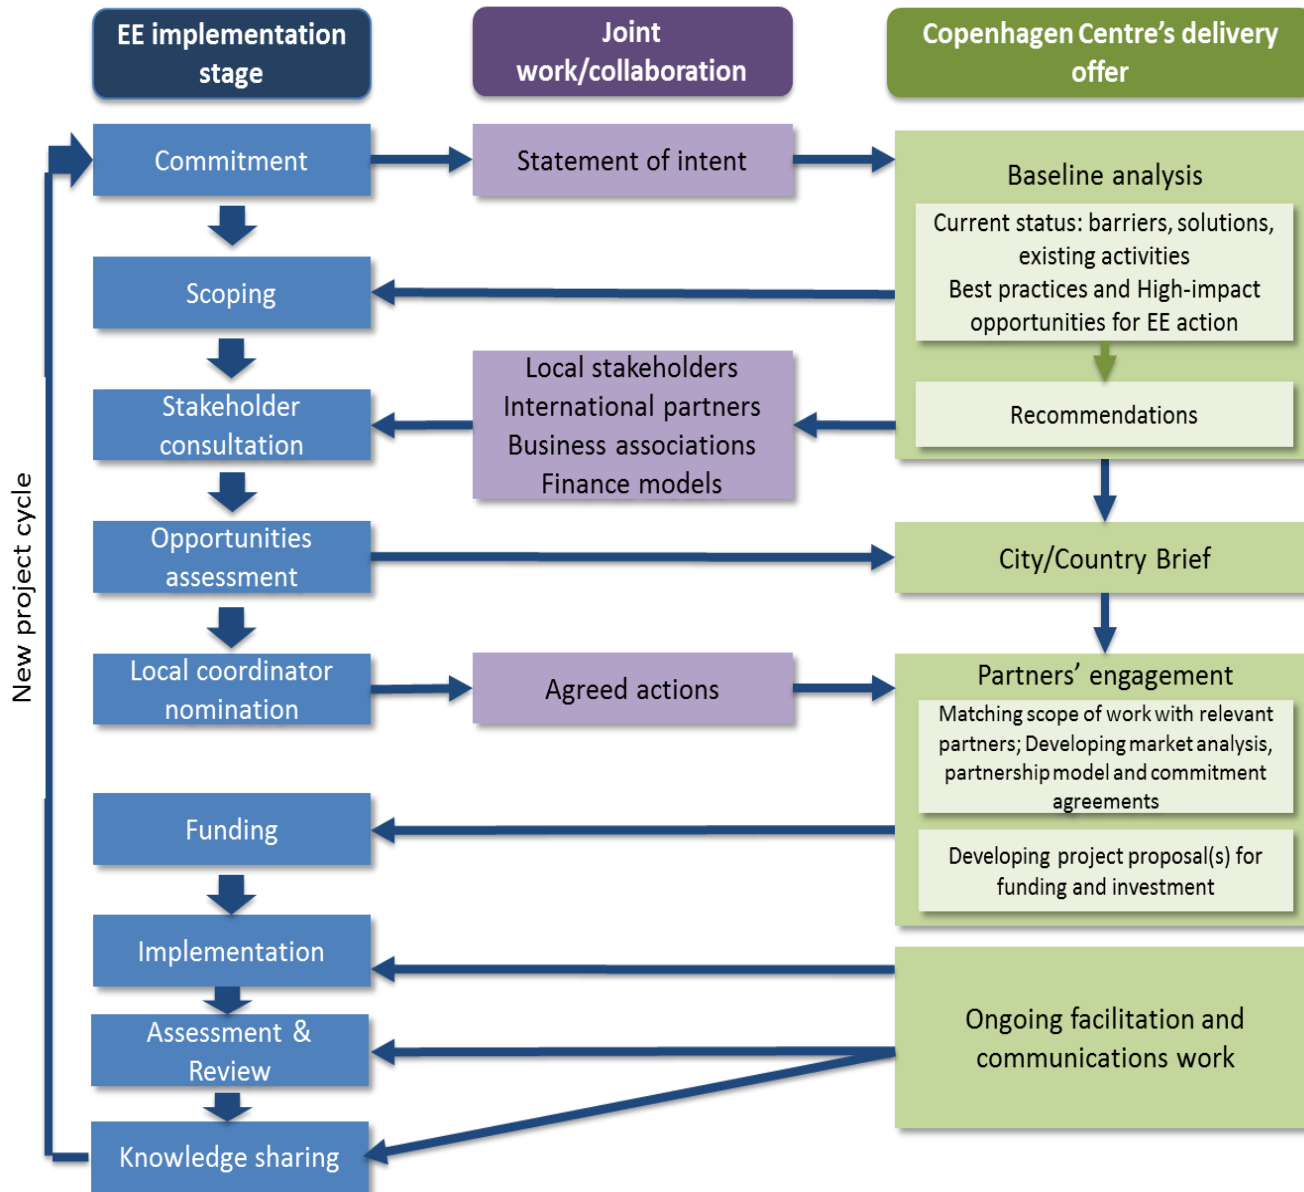 EE implementation
stage
Joint
work/collaboration
Copenhagen Centre's delivery
offer
Commitment
Statement of intent
Baseline analysis
Current status: barriers, solutions,
existing activities
Best practices and High-impact
opportunities for EE action
Scoping
Recommendations
Stakeholder
consultation
Local stakeholders
International partners
Business associations
Finance models
Opportunities
assessment
City/Country Brief
Local coordinator
nomination
Agreed actions
Partners' engagement
Matching scope of work with relevant
partners; Developing market analysis,
partnership model and commitment
agreements
Developing project proposal(s) for
funding and investment
Funding
Implementation
Assessment &
Review
Knowledge sharing
Ongoing facilitation and
communications work
New project cycle